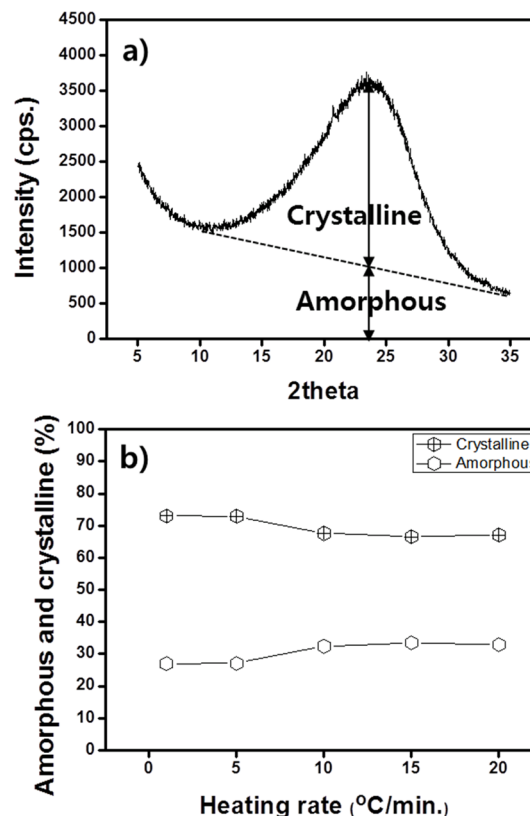 a)
4500
4000
3500
3000
2500
2000
1500
1000
500
0
Intensity (cps.)
Crystalline
Amorphous
5 10 15 20 25 30 35
2theta
b)
Crystalline
Amorphous
100
90
80
70
60
50
40
30
20
10
0
Amorphous and crystalline (%)
0 5 10 15 20
Heating rate (°C/min.)